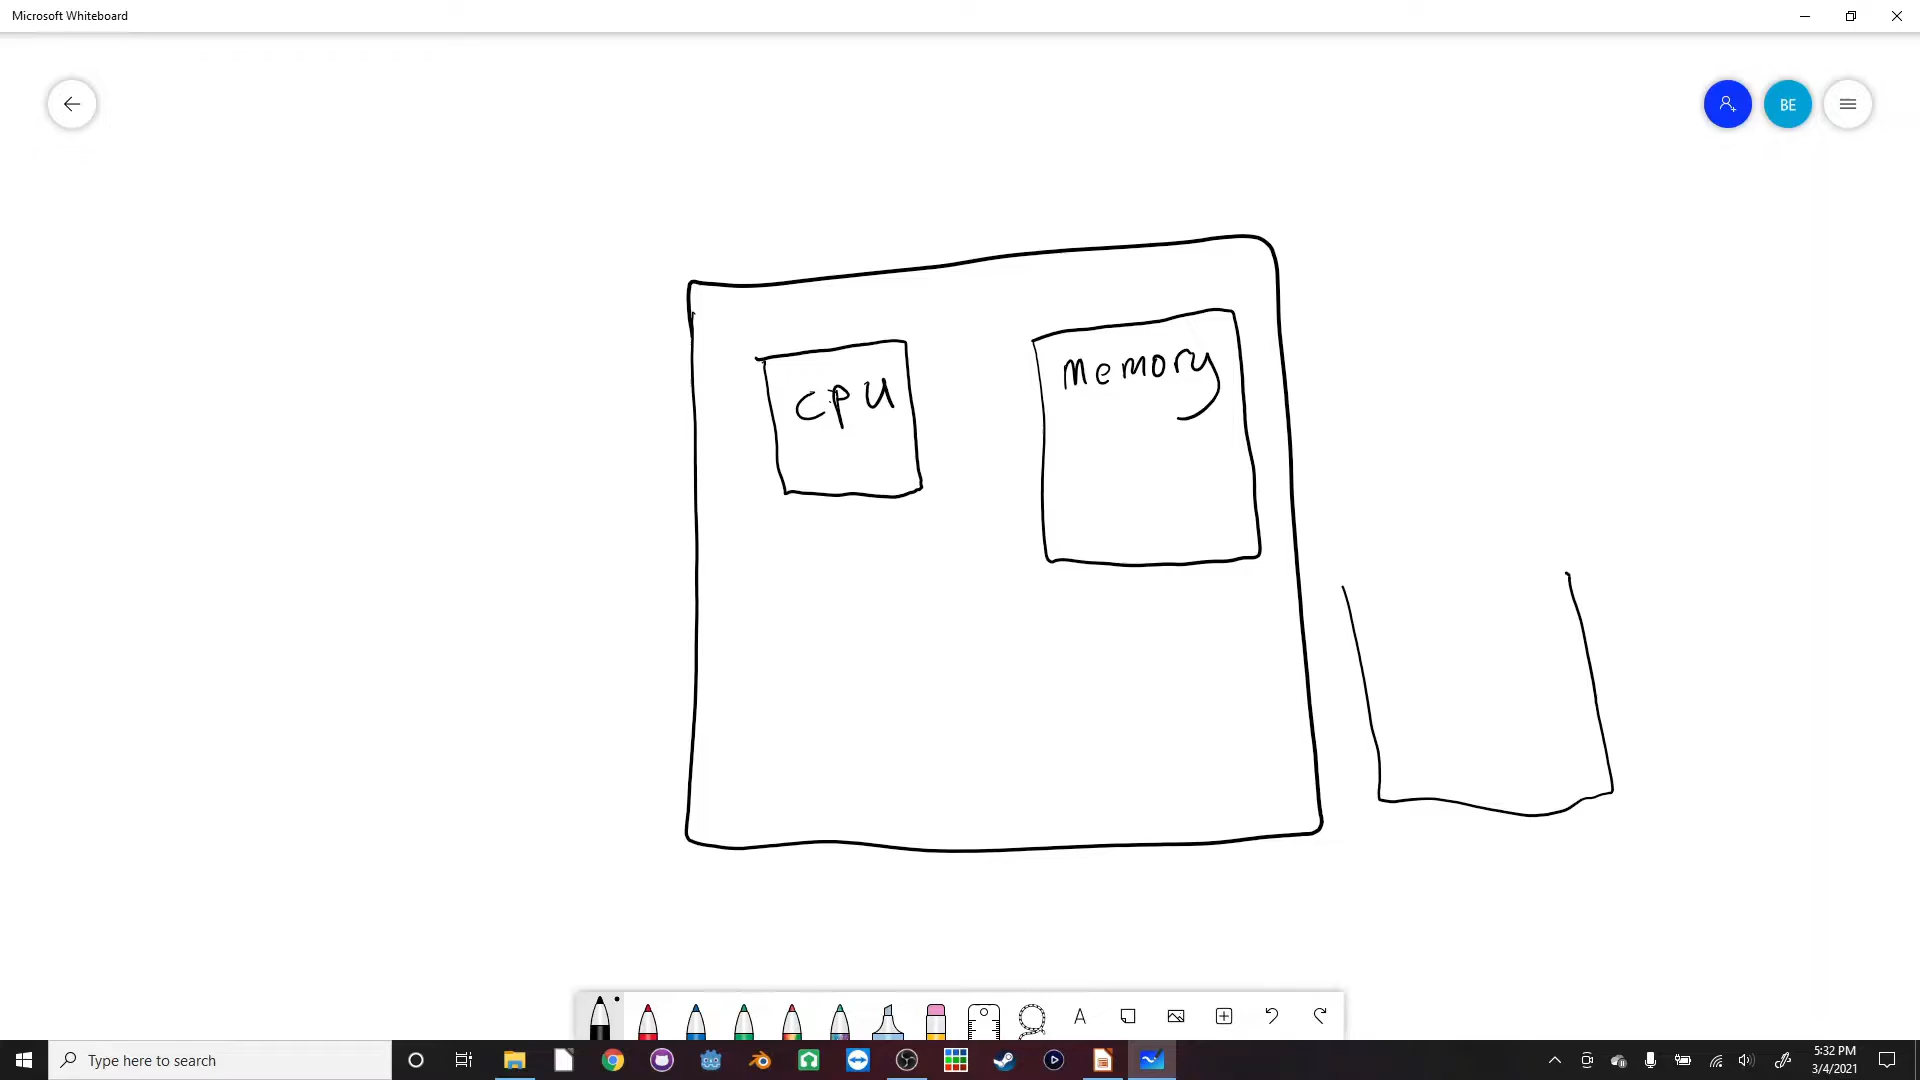 Microsoft Whiteboard
BE
cpu
memory
A
Type here to search
5:32 PM
3/4/2021